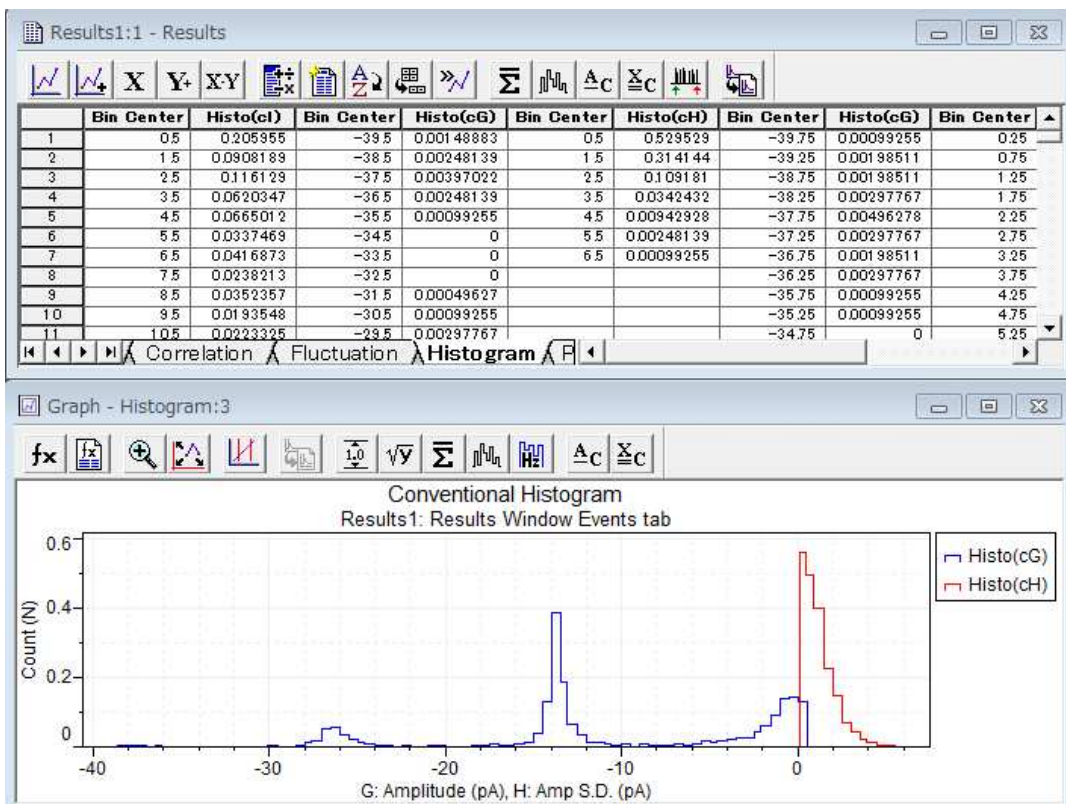 Results1:1 - Results
X Y+ X-Y Σ AC XC
Bin Center Histo(cI) Bin Center Histo(cG) Bin Center Histo(cH) Bin Center Histo(cG) Bin Center
1 0.5 0.205955 -39.5 0.00148883 0.5 0.529529 -39.75 0.00099255 0.25
2 1.5 0.0908189 -38.5 0.00248139 1.5 0.314144 -39.25 0.00198511 0.75
3 2.5 0.116129 -37.5 0.00397022 2.5 0.109181 -38.75 0.00198511 1.25
4 3.5 0.0620347 -36.5 0.00248139 3.5 0.0342432 -38.25 0.00297767 1.75
5 4.5 0.0665012 -35.5 0.00099255 4.5 0.00942928 -37.75 0.00496278 2.25
6 5.5 0.0337469 -34.5 0 5.5 0.00248139 -37.25 0.00297767 2.75
7 6.5 0.0416873 -33.5 0 6.5 0.00099255 -36.75 0.00198511 3.25
8 7.5 0.0238213 -32.5 0 -36.25 0.00297767 3.75
9 8.5 0.0352357 -31.5 0.00049627 -35.75 0.00099255 4.25
10 9.5 0.0193548 -30.5 0.00099255 -35.25 0.00099255 4.75
11 10.5 0.0223325 -29.5 0.00297767 -34.75 0 5.25
Correlation Fluctuation Histogram
Graph - Histogram:3
fx fx 1.0 √y Σ Hz AC XC
Conventional Histogram
Results1: Results Window Events tab
0.6
0.4
0.2
0
Count (N)
Histo(cG)
Histo(cH)
-40 -30 -20 -10 0
G: Amplitude (pA), H: Amp S.D. (pA)